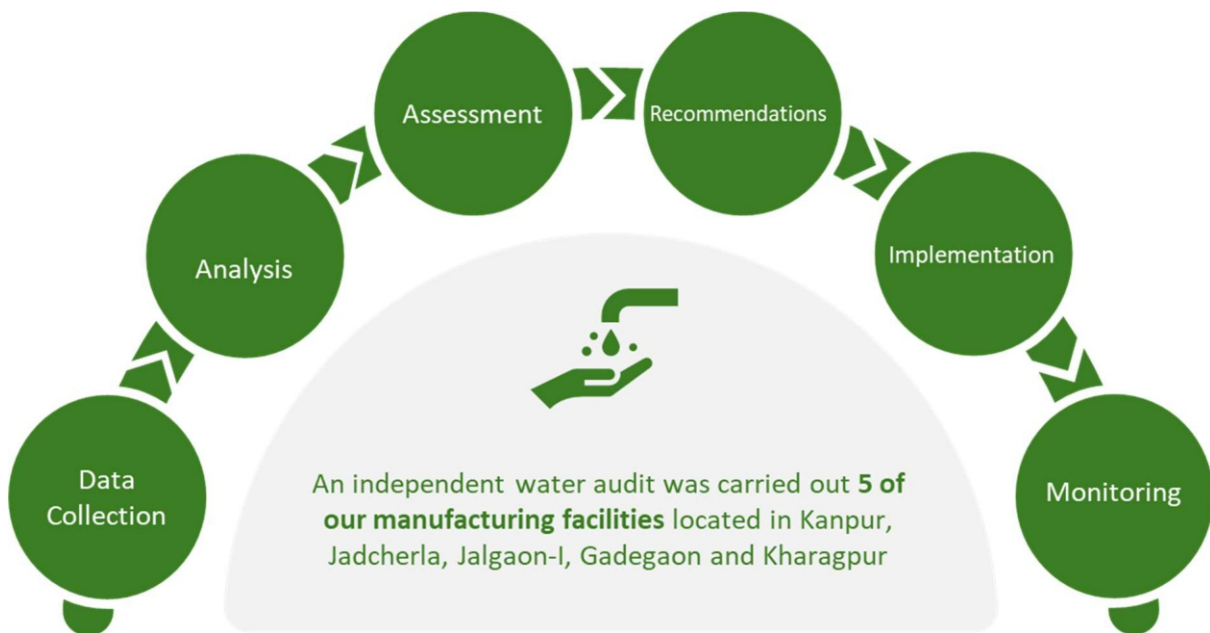 Data
Collection
Analysis
Assessment
Recommendations
Implementation
Monitoring
An independent water audit was carried out 5 of
our manufacturing facilities located in Kanpur,
Jadcherla, Jalgaon-I, Gadegaon and Kharagpur